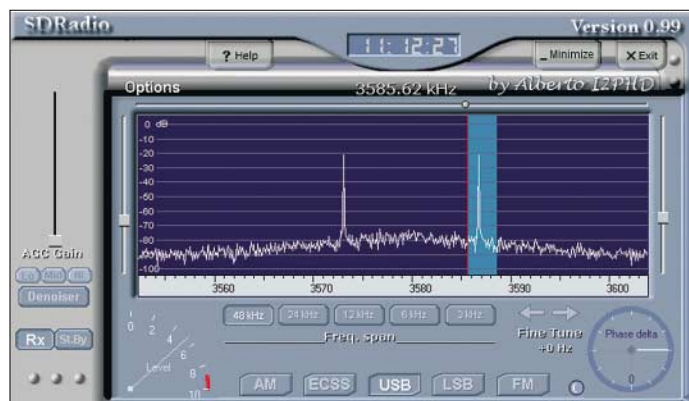 SDRadio
Version 0.99
11:12:27
? Help
_ Minimize
X Exit
Options
3585.62 kHz
by Alberto I2PHD
0 dB
-10
-20
-30
-40
-50
-60
-70
-80
-90
-100
3560 3570 3580 3590 3600
AGC Gain
Lo Mid Hi
Denoiser
Rx St.By
0 2 4 6 8 10
Level
48 kHz 24 kHz 12 kHz 6 kHz 3 kHz
Freq. span
Fine Tune
+0 Hz
Phase delta
0
AM ECSS USB LSB FM